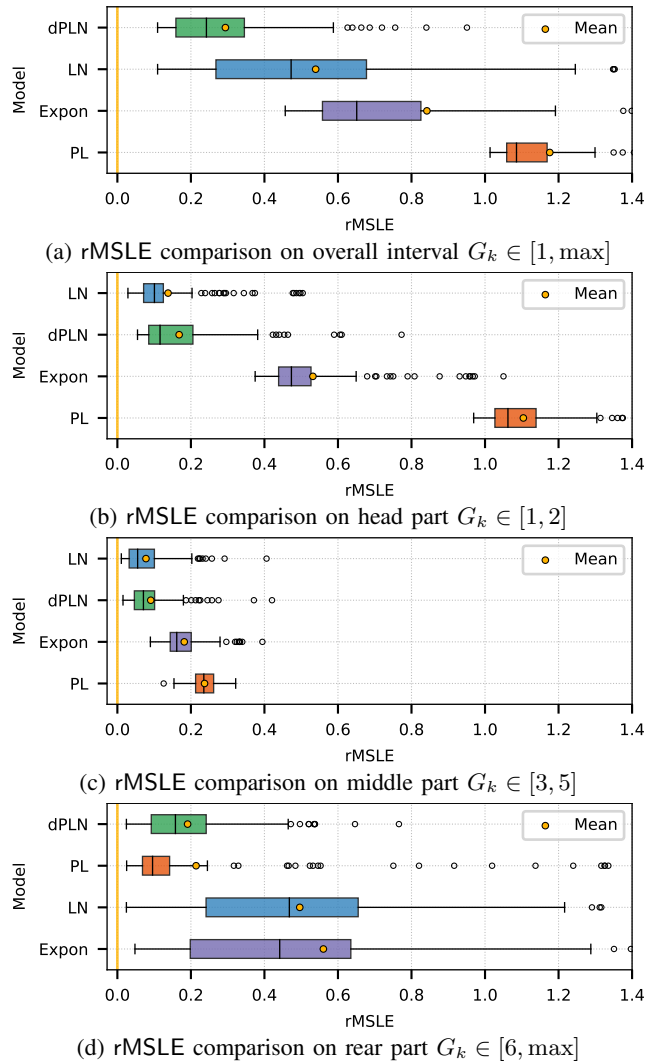 dPLN
Mean
LN
Expon
PL
Model
0.0 0.2 0.4 0.6 0.8 1.0 1.2 1.4
rMSLE
(a) rMSLE comparison on overall interval G_k ∈ [1, max]
LN
Mean
dPLN
Expon
PL
Model
0.0 0.2 0.4 0.6 0.8 1.0 1.2 1.4
rMSLE
(b) rMSLE comparison on head part G_k ∈ [1, 2]
LN
Mean
dPLN
Expon
PL
Model
0.0 0.2 0.4 0.6 0.8 1.0 1.2 1.4
rMSLE
(c) rMSLE comparison on middle part G_k ∈ [3, 5]
dPLN
Mean
PL
LN
Expon
Model
0.0 0.2 0.4 0.6 0.8 1.0 1.2 1.4
rMSLE
(d) rMSLE comparison on rear part G_k ∈ [6, max]